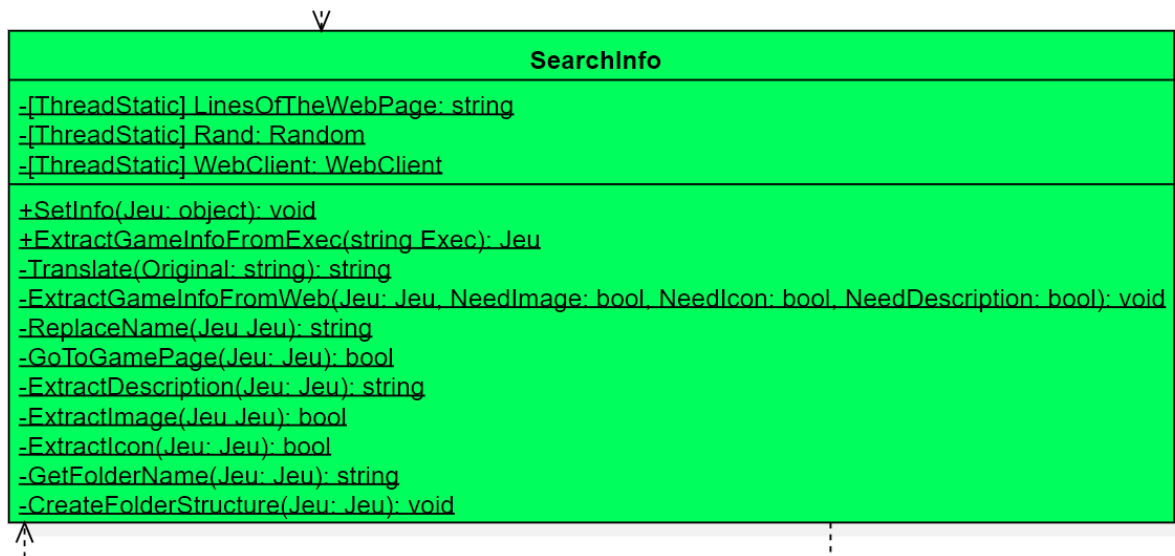 SearchInfo
-[ThreadStatic] LinesOfTheWebPage: string
-[ThreadStatic] Rand: Random
-[ThreadStatic] WebClient: WebClient
+SetInfo(Jeu: object): void
+ExtractGameInfoFromExec(string Exec): Jeu
-Translate(Original: string): string
-ExtractGameInfoFromWeb(Jeu: Jeu, NeedImage: bool, NeedIcon: bool, NeedDescription: bool): void
-ReplaceName(Jeu Jeu): string
-GoToGamePage(Jeu: Jeu): bool
-ExtractDescription(Jeu: Jeu): string
-ExtractImage(Jeu Jeu): bool
-ExtractIcon(Jeu: Jeu): bool
-GetFolderName(Jeu: Jeu): string
-CreateFolderStructure(Jeu: Jeu): void